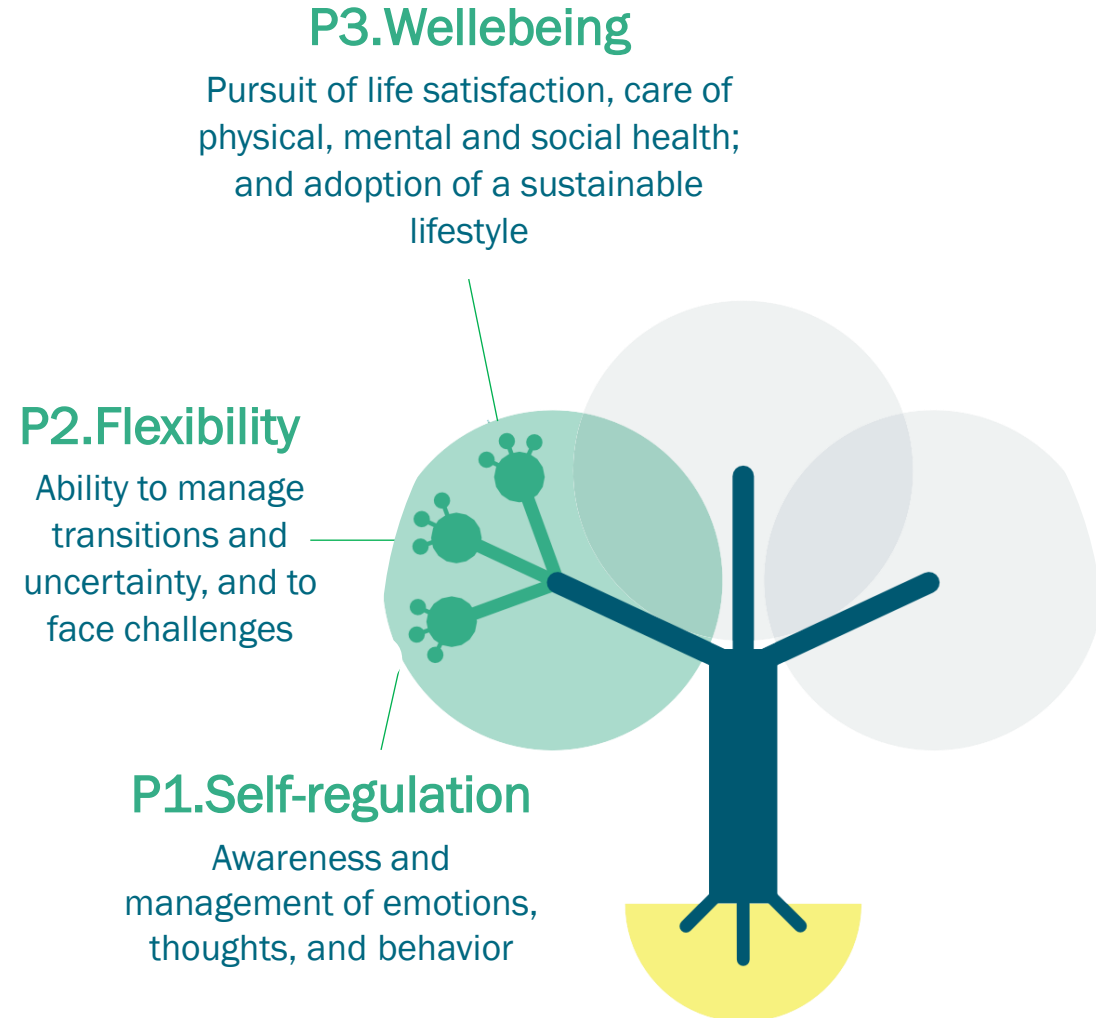 P3.Wellebeing
Pursuit of life satisfaction, care of
physical, mental and social health;
and adoption of a sustainable
lifestyle
P2.Flexibility
Ability to manage
transitions and
uncertainty, and to
face challenges
P1.Self-regulation
Awareness and
management of emotions,
thoughts, and behavior